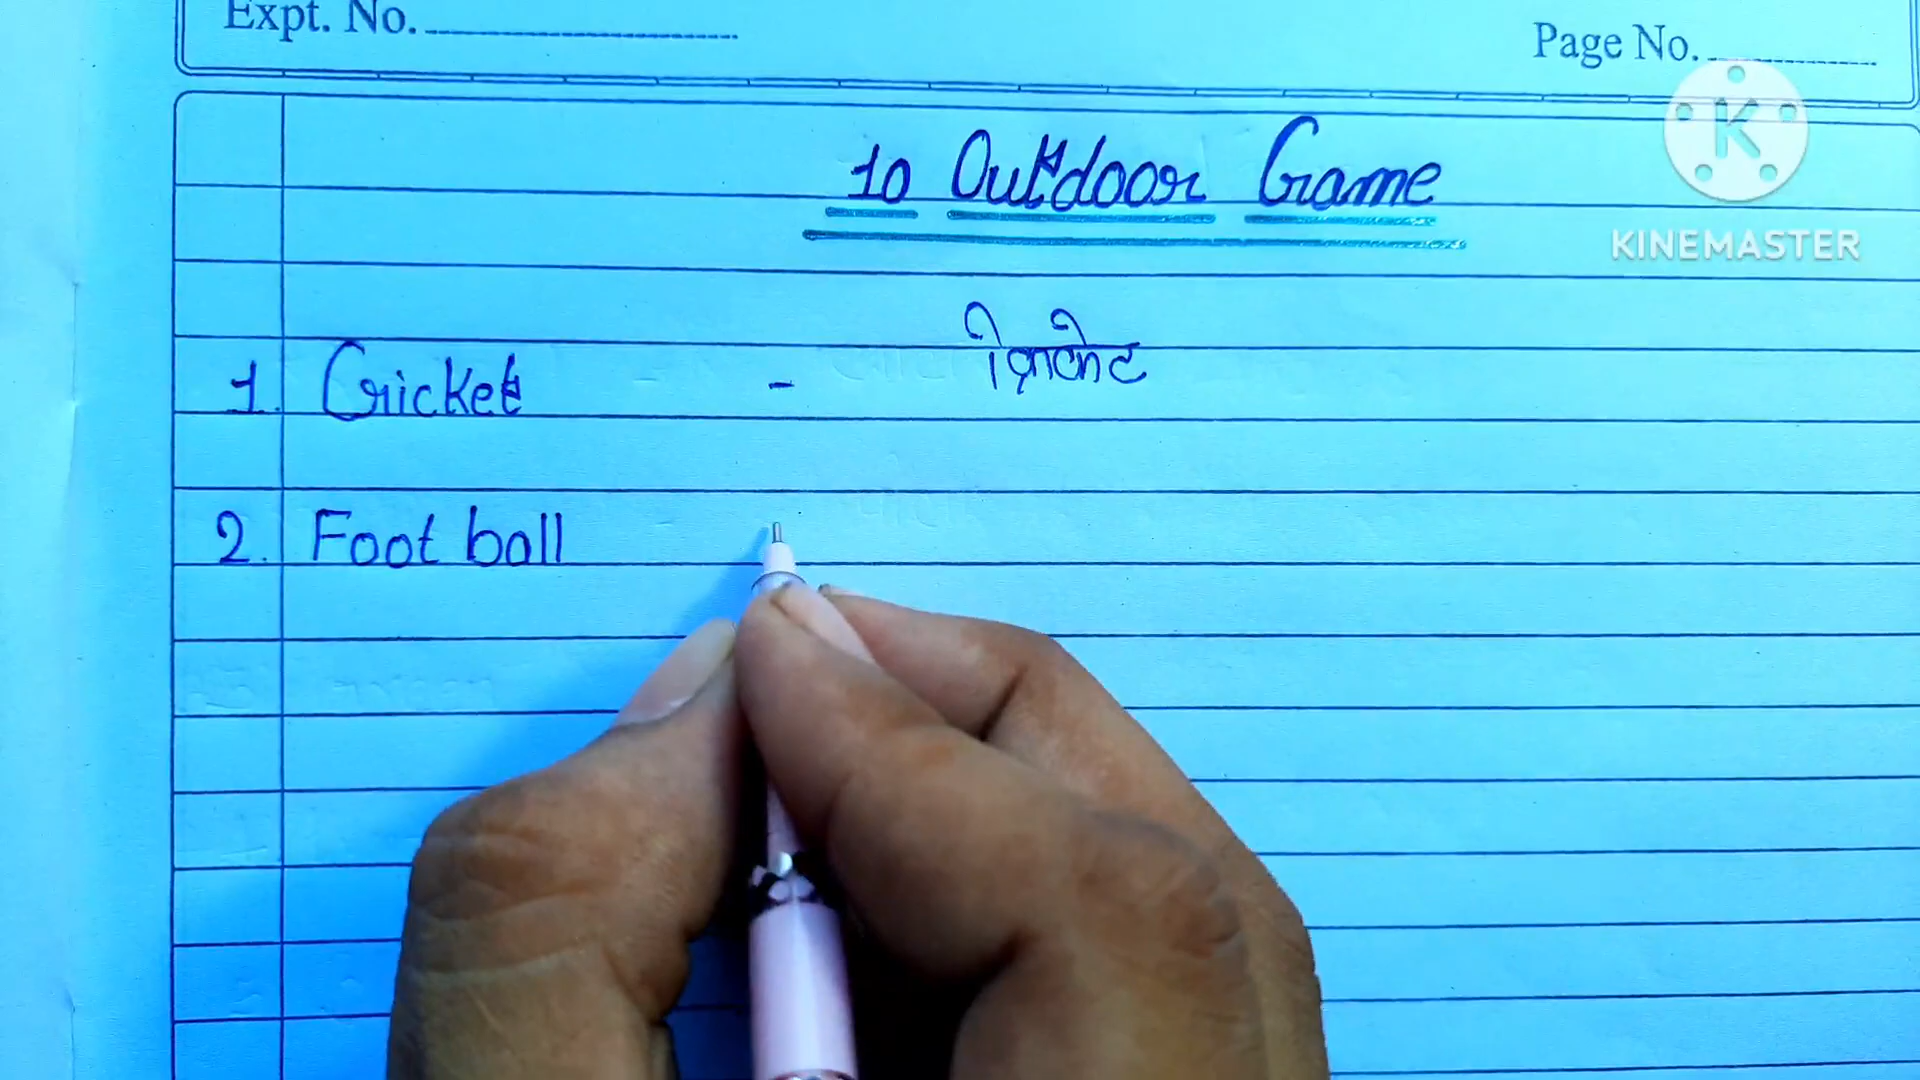 Expt. No.
Page No.
10 Outdoor Game
KINEMASTER
1. Cricket - क्रिकेट
2. Foot ball